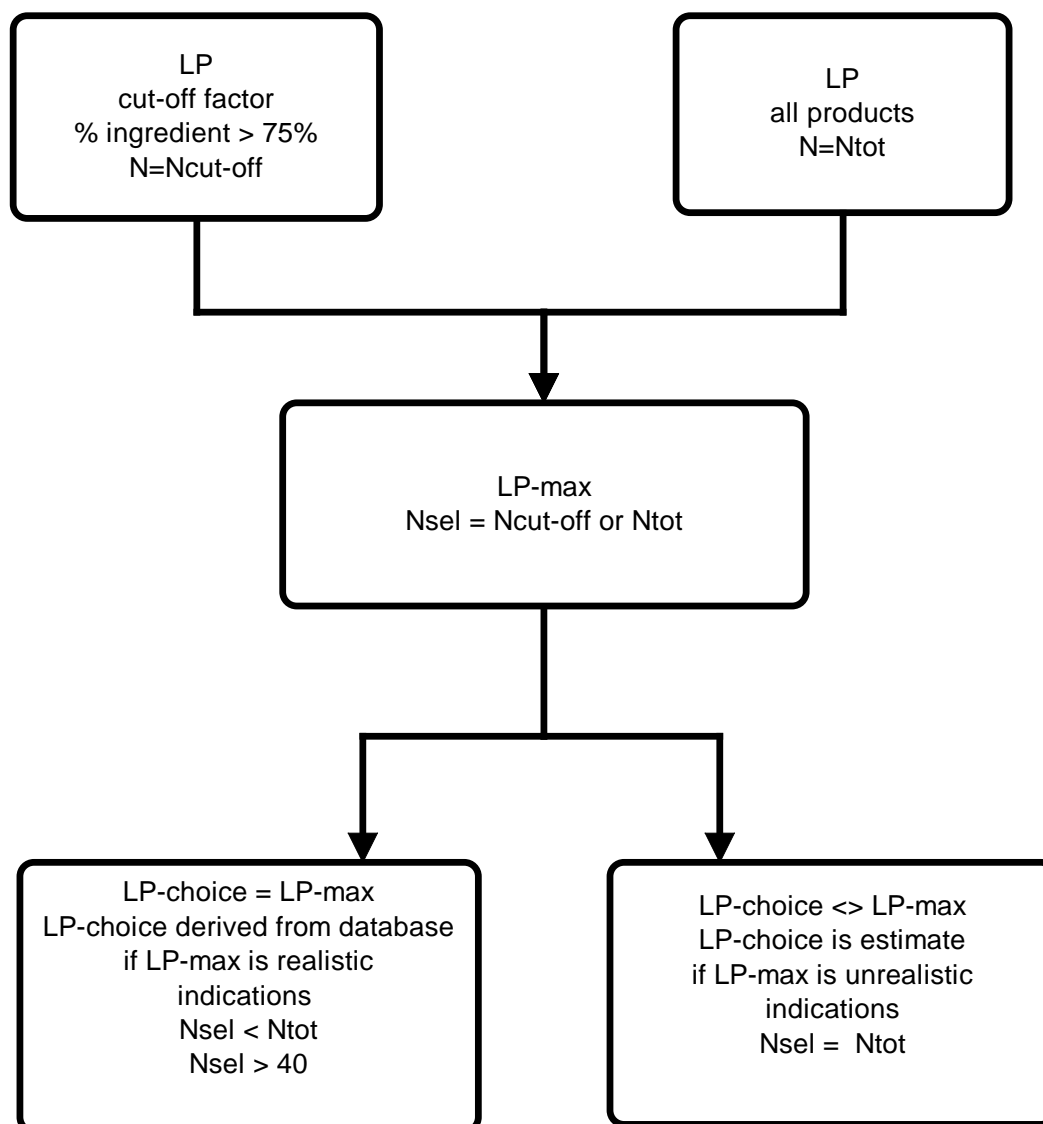 LP
cut-off factor
% ingredient > 75%
N=Ncut-off
LP
all products
N=Ntot
LP-max
Nsel = Ncut-off or Ntot
LP-choice = LP-max
LP-choice derived from database
if LP-max is realistic
indications
Nsel < Ntot
Nsel > 40
LP-choice <> LP-max
LP-choice is estimate
if LP-max is unrealistic
indications
Nsel =  Ntot